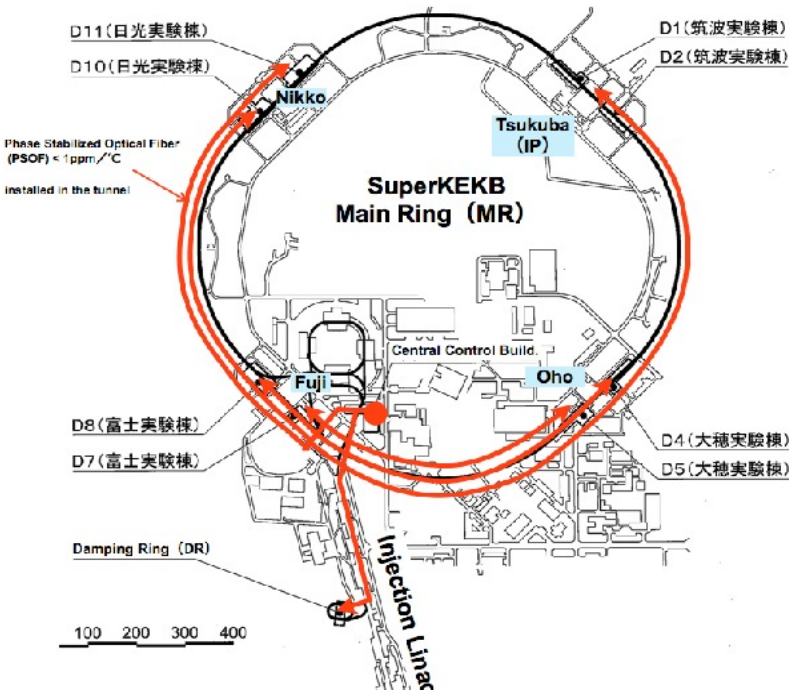 D11(日光実験棟)
D10(日光実験棟)
Nikko
D1(筑波実験棟)
D2(筑波実験棟)
Tsukuba
(IP)
Phase Stabilized Optical Fiber
(PSOF) < 1ppm/°C
installed in the tunnel
SuperKEKB
Main Ring (MR)
Central Control Build.
Fuji
Oho
D8(富士実験棟)
D7(富士実験棟)
D4(大穂実験棟)
D5(大穂実験棟)
Damping Ring (DR)
Injection Linac
100 200 300 400